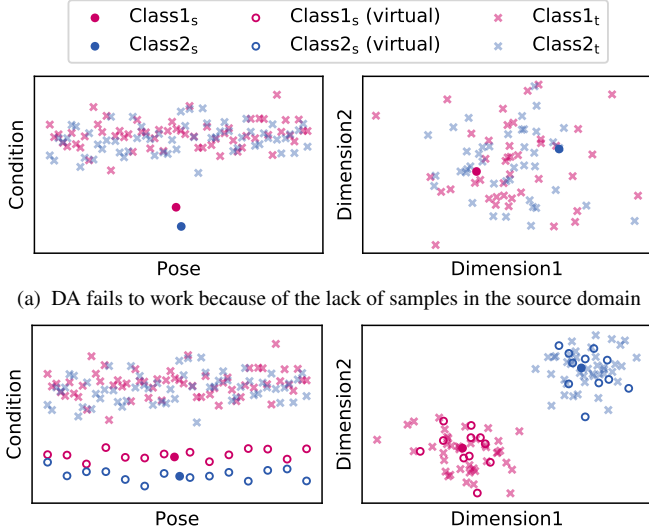 Class1s Class1s (virtual) Class1t
Class2s Class2s (virtual) Class2t
Condition
Pose
Dimension2
Dimension1
(a) DA fails to work because of the lack of samples in the source domain
Condition
Pose
Dimension2
Dimension1